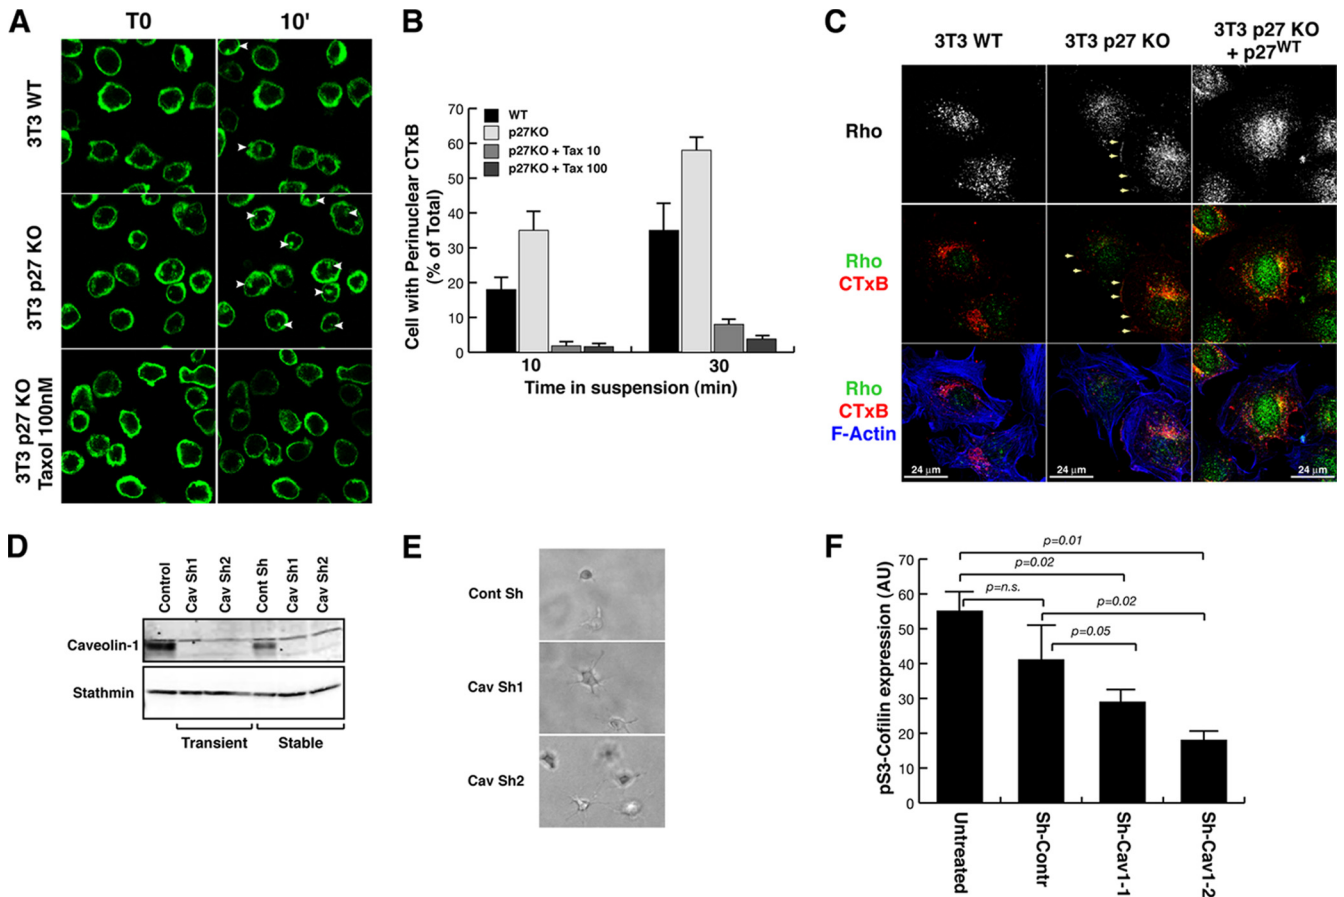 A
T0
10'
3T3 WT
3T3 p27 KO
3T3 p27 KO
Taxol 100nM
B
Cell with Perinuclear CTxB
(% of Total)
70
60
50
40
30
20
10
0
WT
p27KO
p27KO + Tax 10
p27KO + Tax 100
10
30
Time in suspension (min)
C
3T3 WT
3T3 p27 KO
3T3 p27 KO
+ p27WT
Rho
Rho
CTxB
Rho
CTxB
F-Actin
24 μm
24 μm
24 μm
D
Control
Cav Sh1
Cav Sh2
Cont Sh
Cav Sh1
Cav Sh2
Caveolin-1
Stathmin
Transient
Stable
E
Cont Sh
Cav Sh1
Cav Sh2
F
pS3-Cofilin expression (AU)
70
60
50
40
30
20
10
0
p=0.01
p=0.02
p=n.s.
p=0.02
p=0.05
Untreated
Sh-Contr
Sh-Cav1-1
Sh-Cav1-2